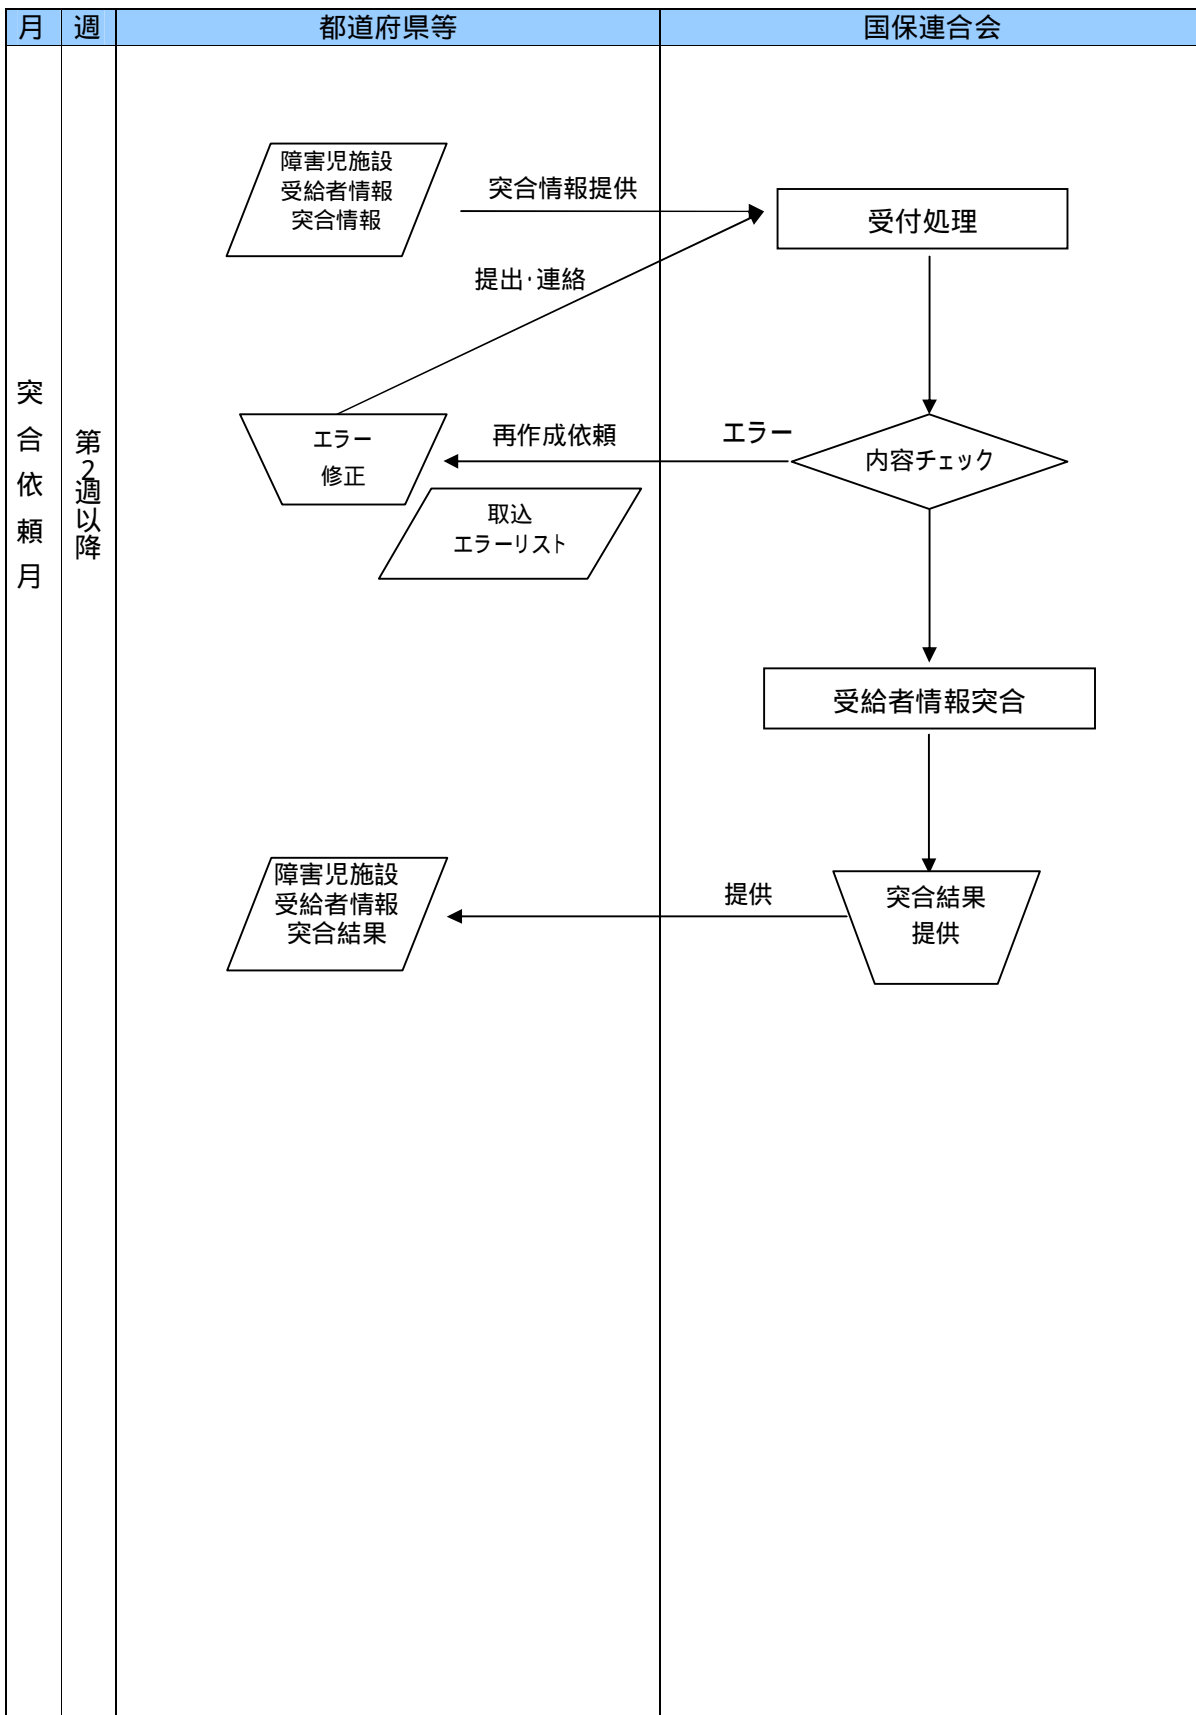 月
週
都道府県等
国保連合会
障害児施設
受給者情報
突合情報
突合情報提供
受付処理
提出・連絡
突合依頼月
第2週以降
エラー
修正
再作成依頼
エラー
内容チェック
取込
エラーリスト
受給者情報突合
障害児施設
受給者情報
突合結果
提供
突合結果
提供